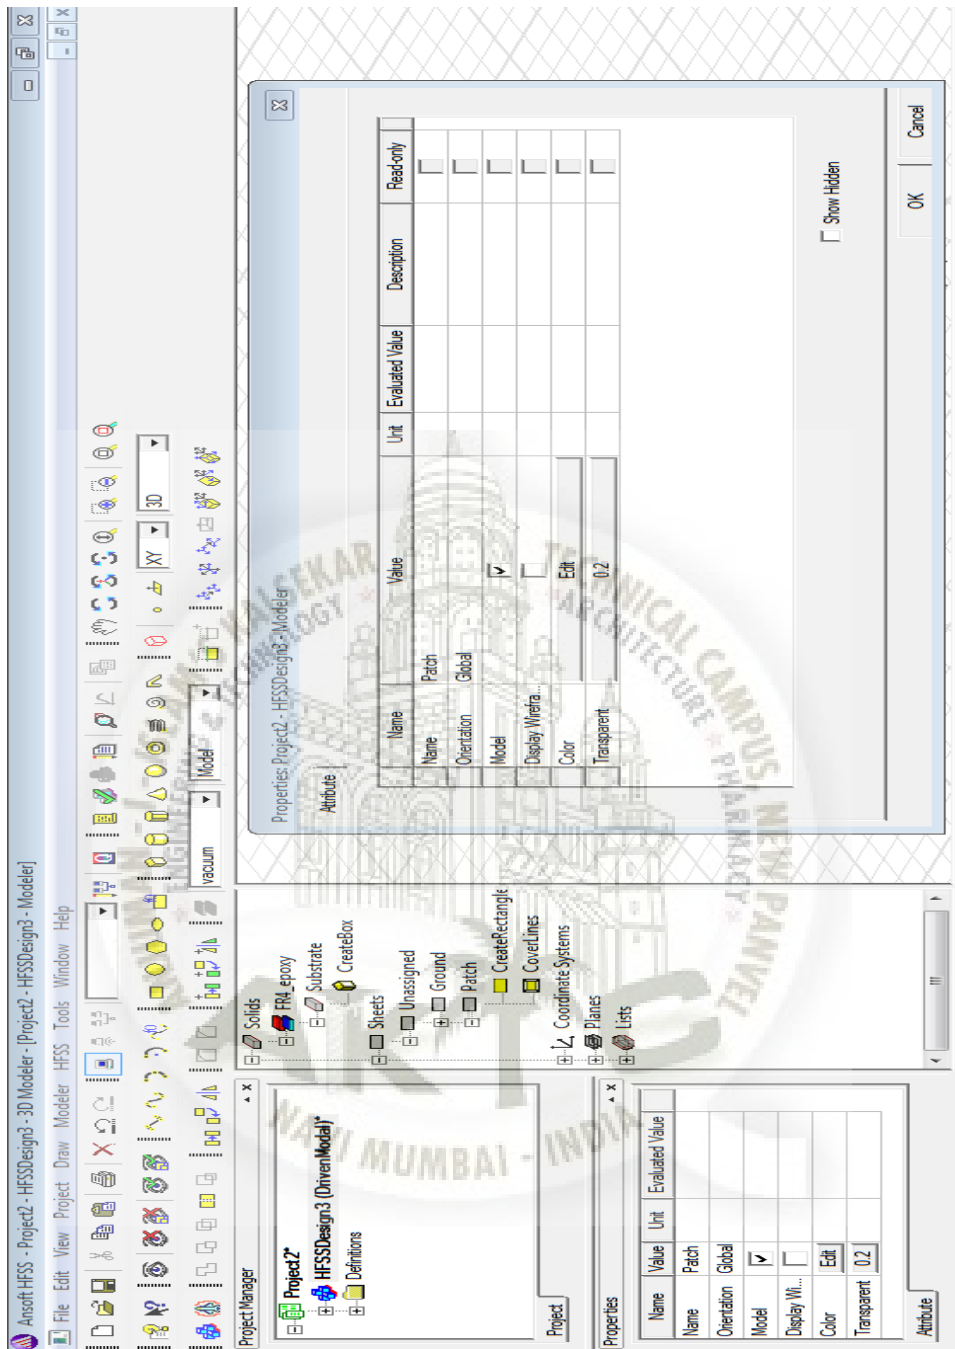 Ansoft HFSS - Project2 - HFSSDesign3 - 3D Modeler - [Project2 - HFSSDesign3 - Modeler]
File Edit View Project Draw Modeler HFSS Tools Window Help
vacuum Model XY 3D
Project Manager
Project2*
HFSSDesign3 (DrivenModal)*
Definitions
Project
Properties
Name Value Unit Evaluated Value
Name Patch
Orientation Global
Model
Display Wi...
Color Edit
Transparent 0.2
Attribute
Solids
FR4_epoxy
Substrate
CreateBox
Sheets
Unassigned
Ground
Patch
CreateRectangle
CoverLines
Coordinate Systems
Planes
Lists
Properties: Project2 - HFSSDesign3 - Modeler
Attribute
Name Value Unit Evaluated Value Description Read-only
Name Patch
Orientation Global
Model
Display Wirefra...
Color Edit
Transparent 0.2
Show Hidden
OK Cancel
KALSEKAR TECHNICAL CAMPUS NEW PANVEL
ARCHITECTURE
NAVI MUMBAI - INDIA